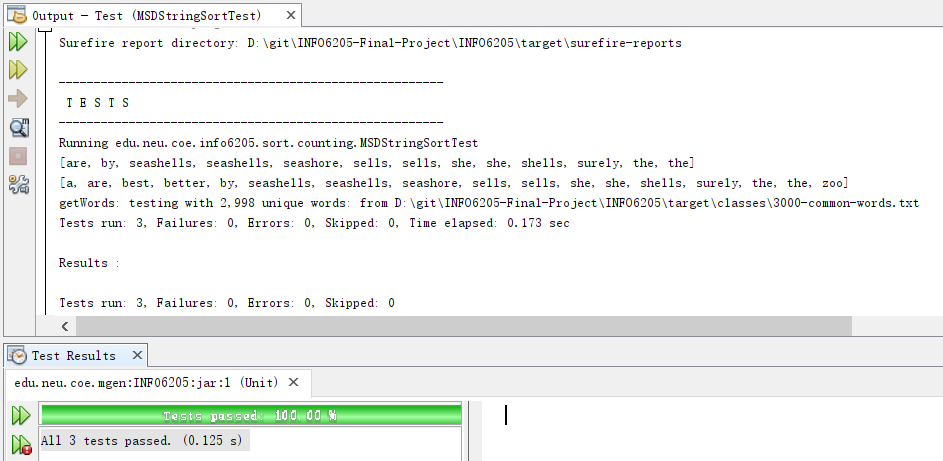 Output - Test (MSDStringSortTest)
Surefire report directory: D:\git\INFO6205-Final-Project\INFO6205\target\surefire-reports
-------------------------------------------------------
T E S T S
-------------------------------------------------------
Running edu.neu.coe.info6205.sort.counting.MSDStringSortTest
[are, by, seashells, seashells, seashore, sells, sells, she, she, shells, surely, the, the]
[a, are, best, better, by, seashells, seashells, seashore, sells, sells, she, she, shells, surely, the, the, zoo]
getWords: testing with 2,998 unique words: from D:\git\INFO6205-Final-Project\INFO6205\target\classes\3000-common-words.txt
Tests run: 3, Failures: 0, Errors: 0, Skipped: 0, Time elapsed: 0.173 sec
Results :
Tests run: 3, Failures: 0, Errors: 0, Skipped: 0
Test Results
edu.neu.coe.mgen:INFO6205:jar:1 (Unit)
Tests passed: 100.00 %
All 3 tests passed. (0.125 s)